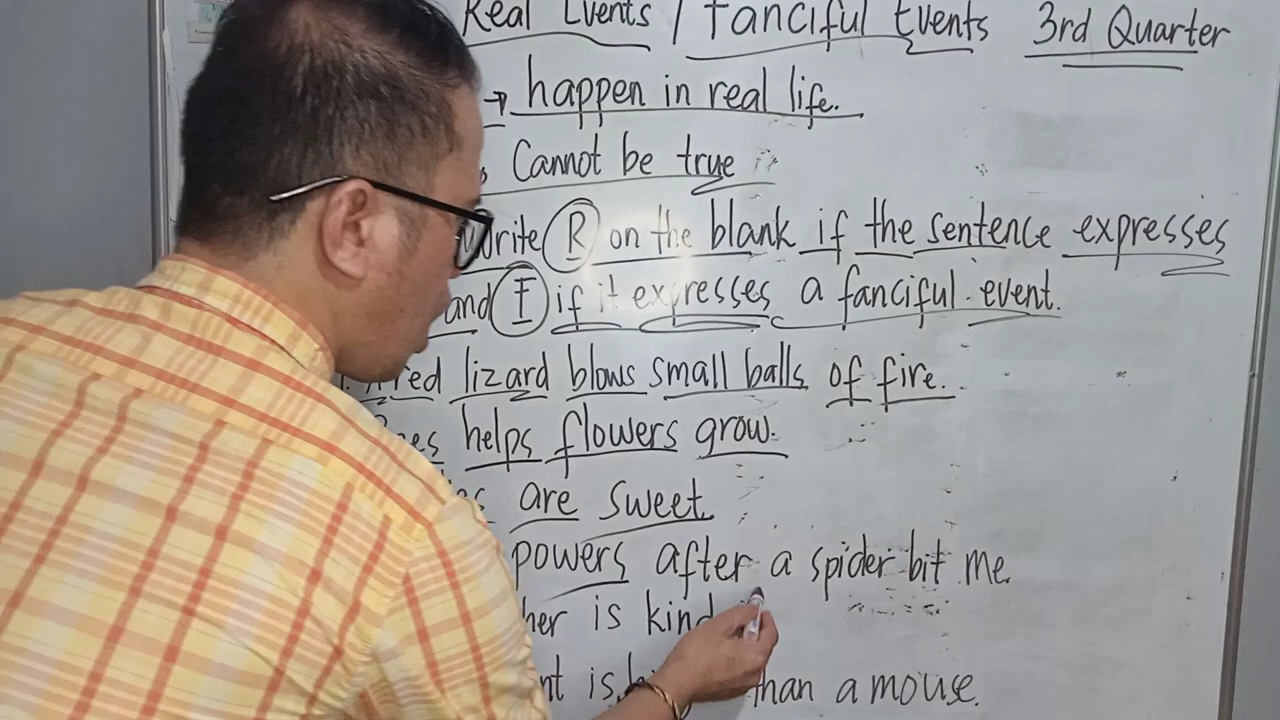 Real Events / Fanciful Events 3rd Quarter
→ happen in real life.
Cannot be true
Write R on the blank if the sentence expresses
and F if it expresses a fanciful event.
1. A red lizard blows small balls of fire.
helps flowers grow.
are sweet.
powers after a spider bit me.
is kind
is than a mouse.